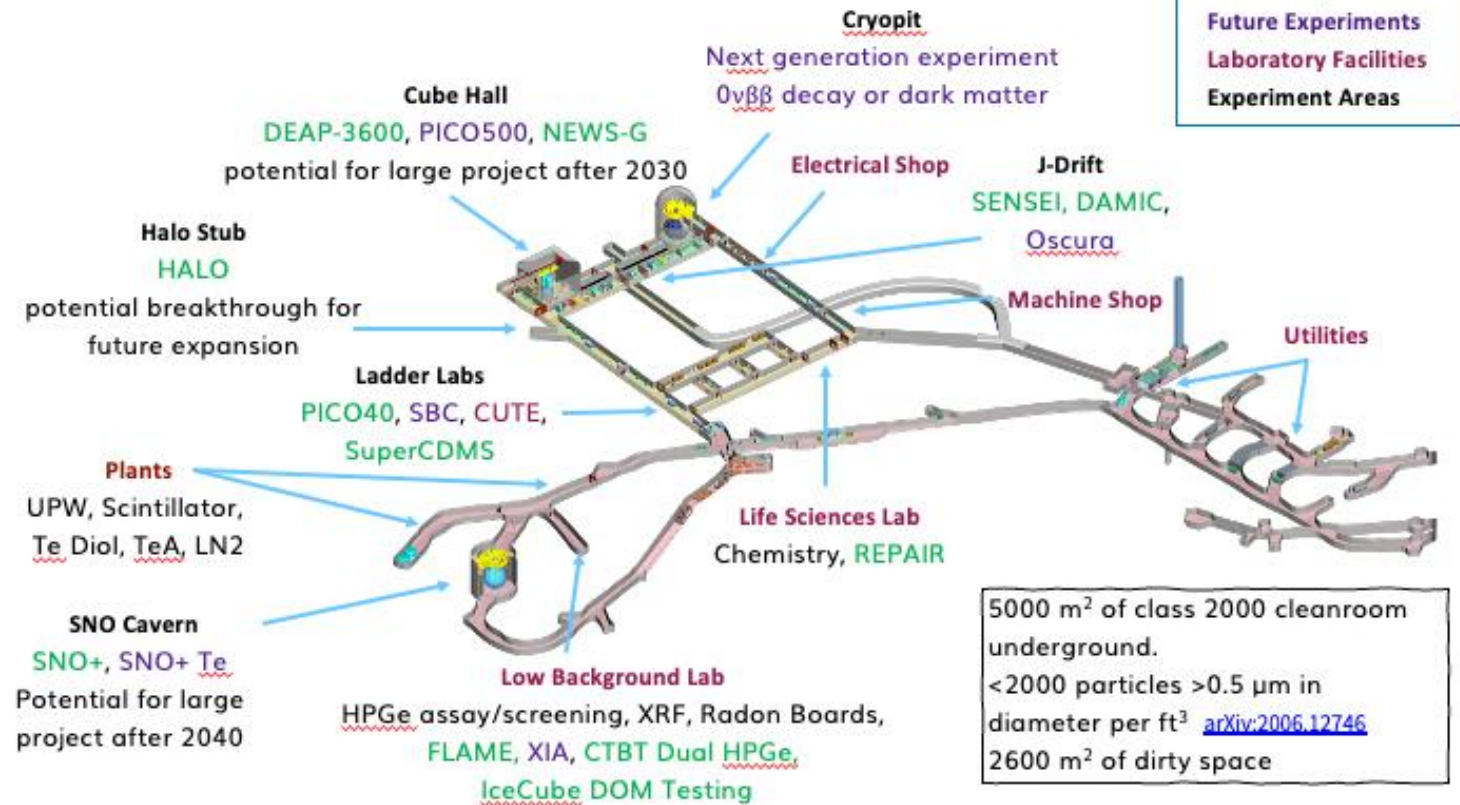 Cryopit
Next generation experiment
0νββ decay or dark matter
Future Experiments
Laboratory Facilities
Experiment Areas
Cube Hall
DEAP-3600, PICO500, NEWS-G
potential for large project after 2030
Electrical Shop
J-Drift
SENSEI, DAMIC,
Oscura
Halo Stub
HALO
potential breakthrough for
future expansion
Machine Shop
Utilities
Ladder Labs
PICO40, SBC, CUTE,
SuperCDMS
Plants
UPW, Scintillator,
Te Diol, TeA, LN2
Life Sciences Lab
Chemistry, REPAIR
SNO Cavern
SNO+, SNO+ Te
Potential for large
project after 2040
Low Background Lab
HPGe assay/screening, XRF, Radon Boards,
FLAME, XIA, CTBT Dual HPGe,
IceCube DOM Testing
5000 m² of class 2000 cleanroom
underground.
<2000 particles >0.5 μm in
diameter per ft³ arXiv:2006.12746
2600 m² of dirty space